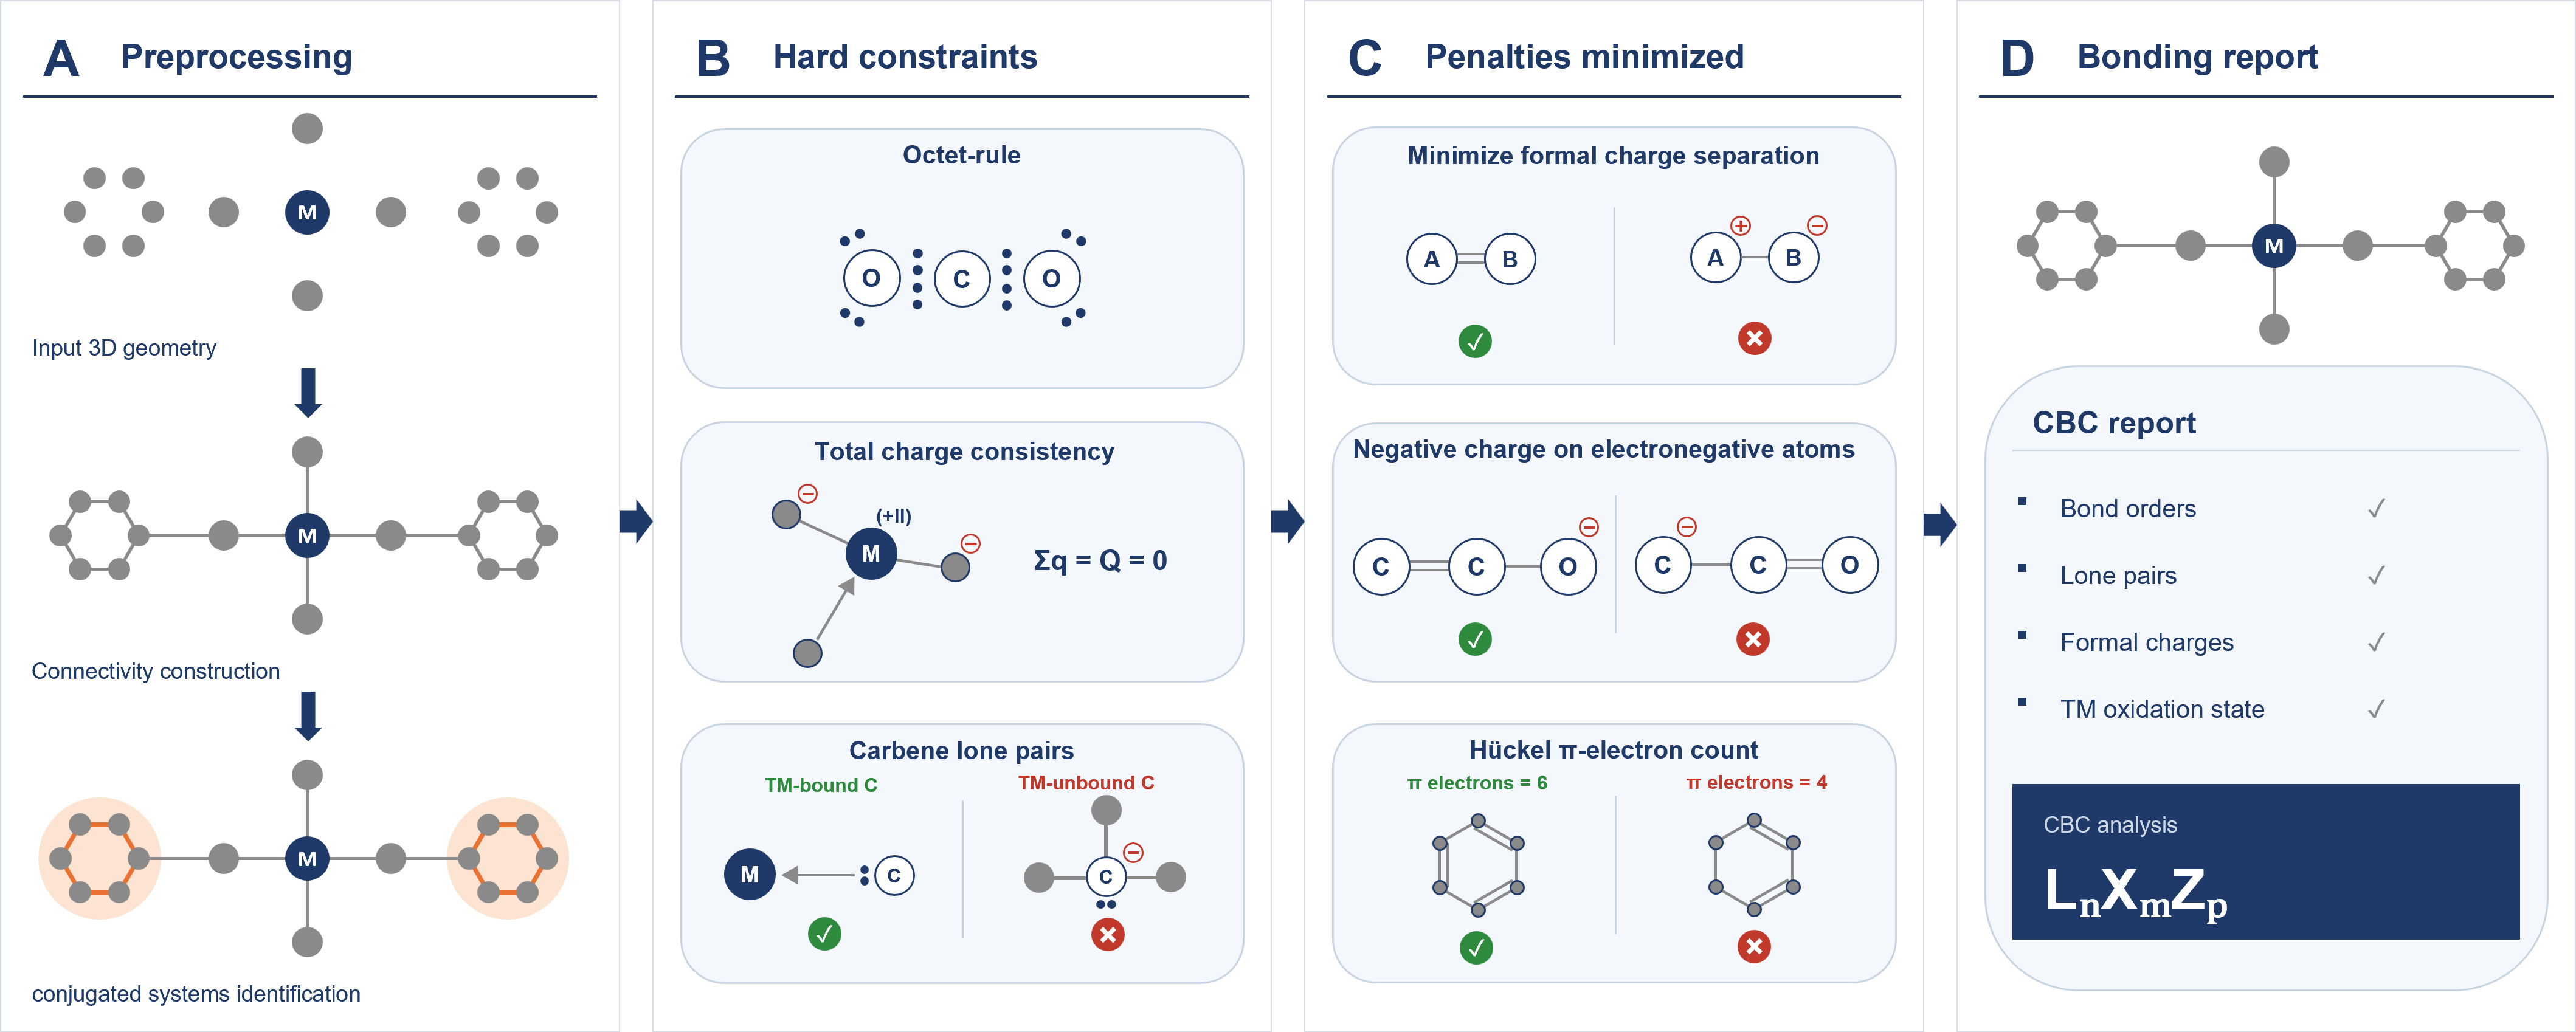 A Preprocessing
M
Input 3D geometry
M
Connectivity construction
M
conjugated systems identification
B Hard constraints
Octet-rule
O C O
Total charge consistency
(+II)
M
Σq = Q = 0
Carbene lone pairs
TM-bound C TM-unbound C
M C C
C Penalties minimized
Minimize formal charge separation
A B A B
+ −
✓ ✖
Negative charge on electronegative atoms
C C O C C O
Hückel π-electron count
π electrons = 6 π electrons = 4
D Bonding report
M
CBC report
▪ Bond orders ✓
▪ Lone pairs ✓
▪ Formal charges ✓
▪ TM oxidation state ✓
CBC analysis
LnXmZp